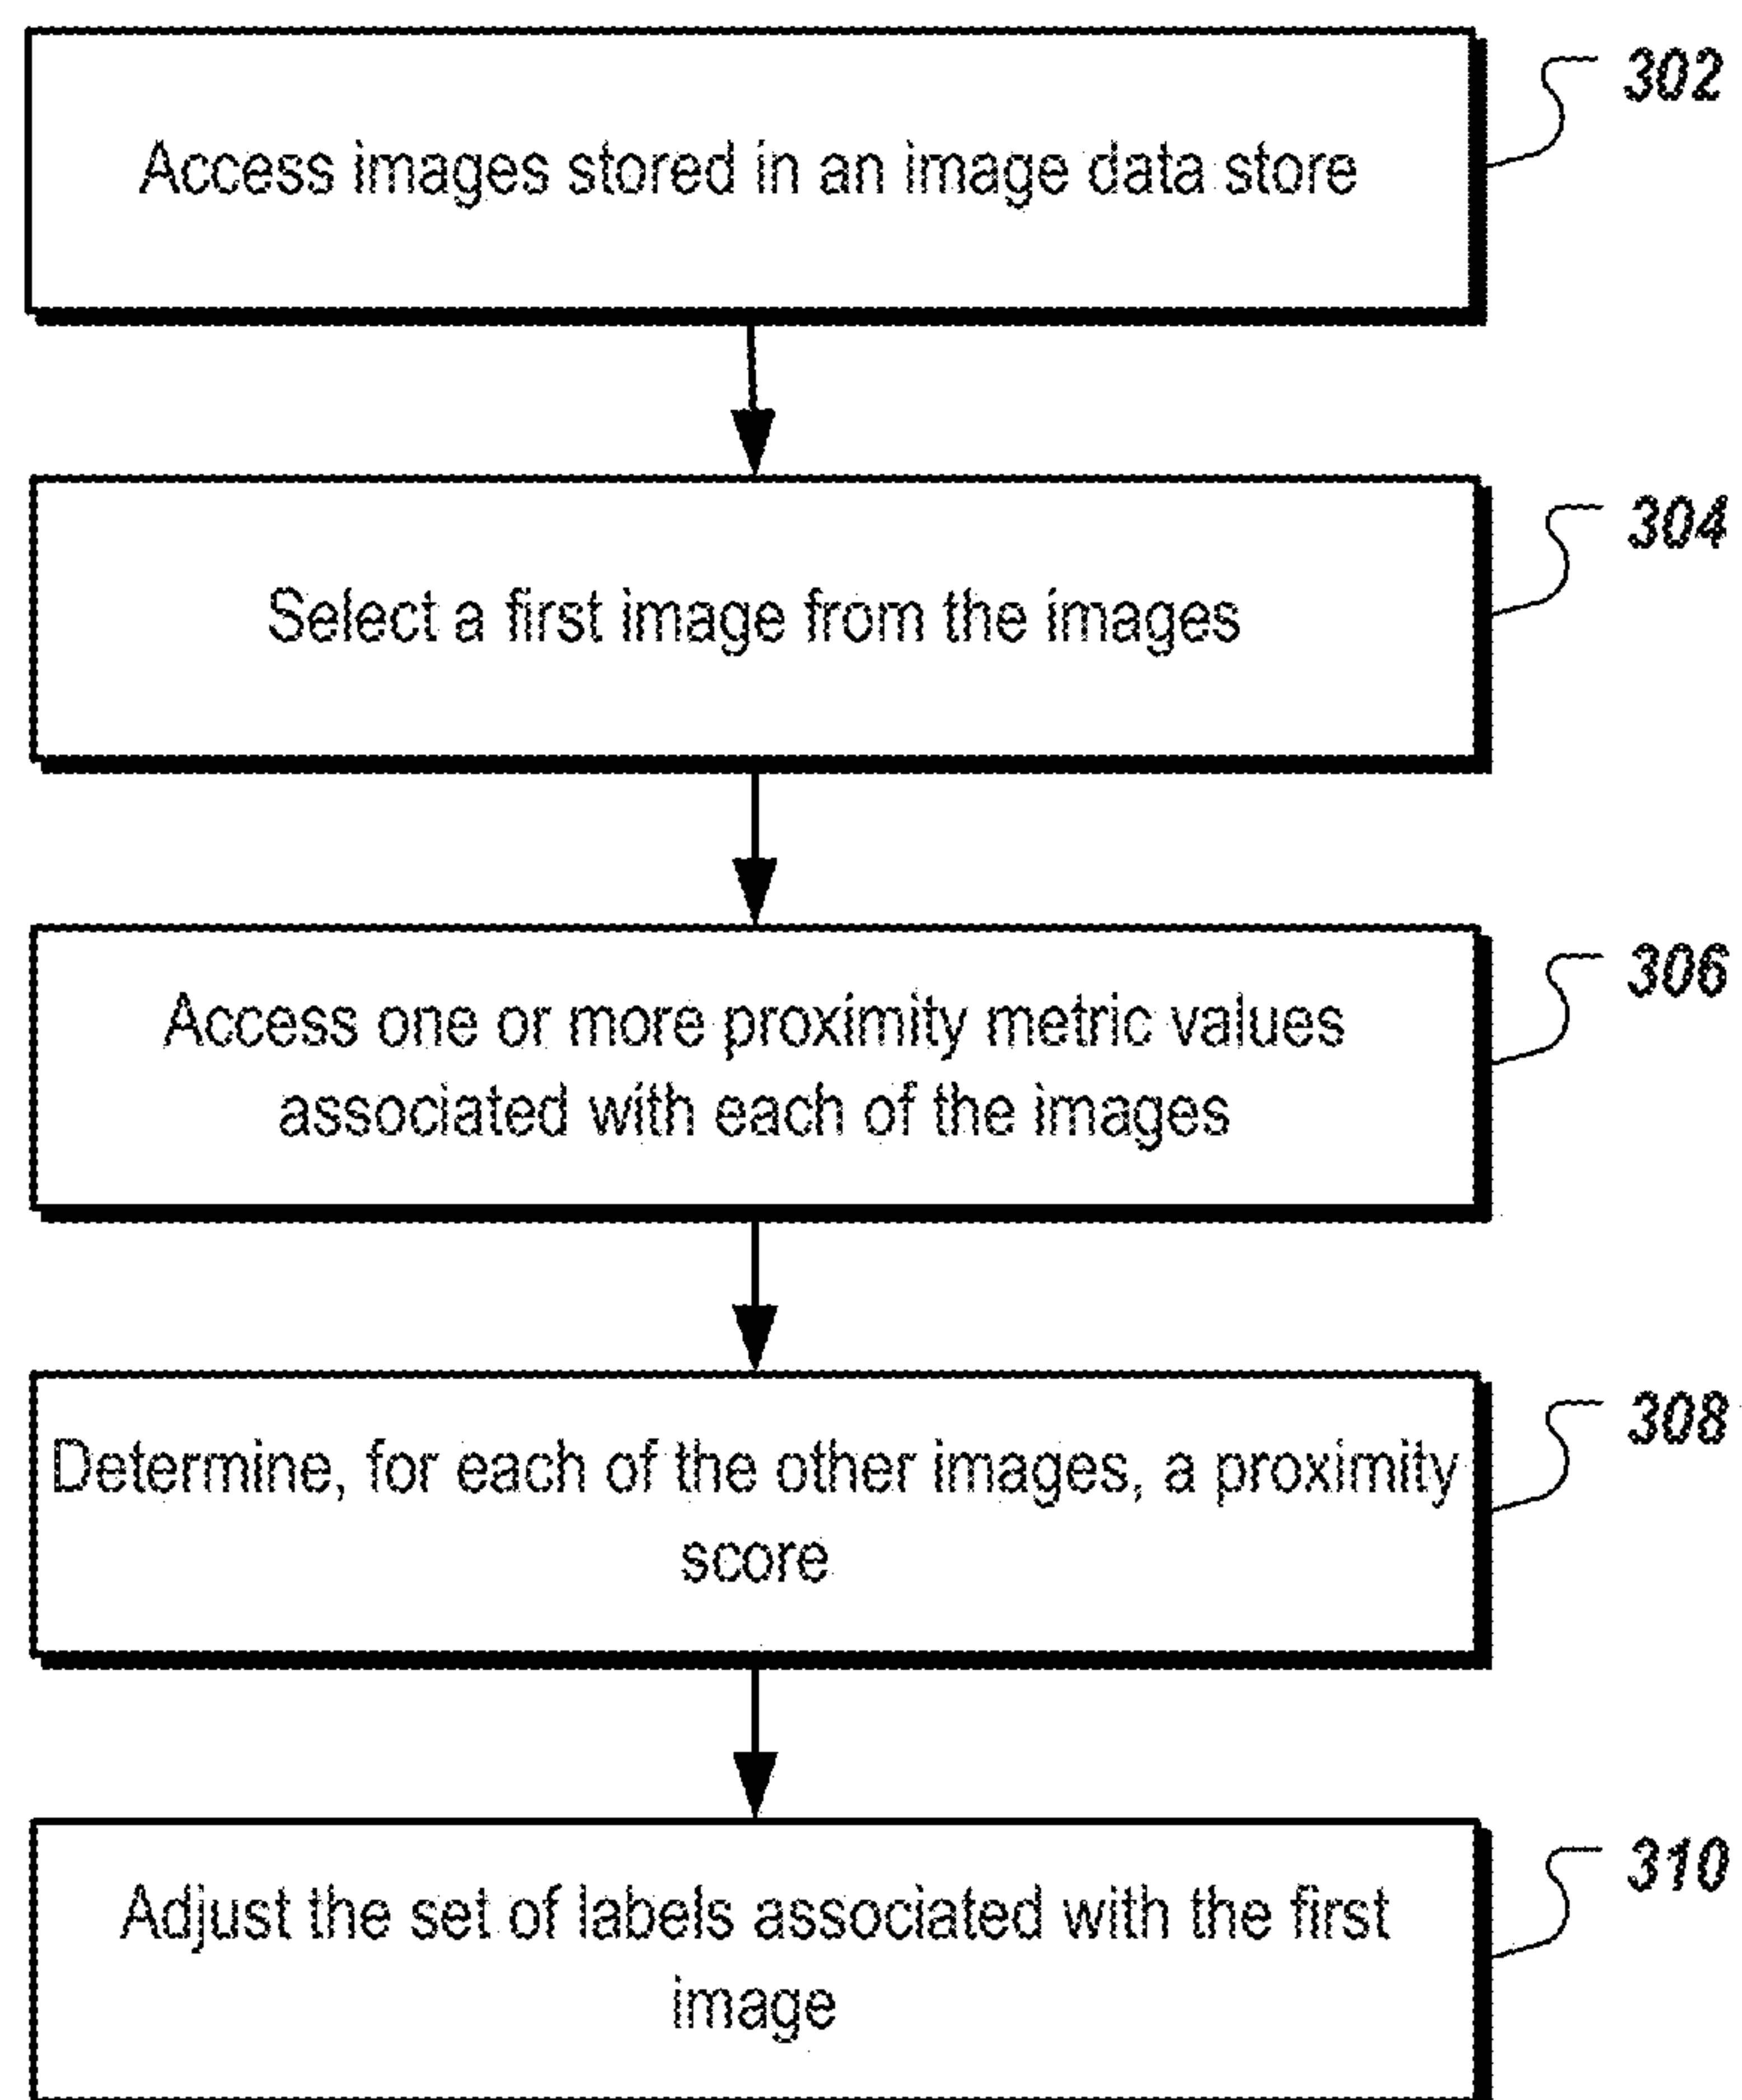 302
Access images stored in an image data store
304
Select a first image from the images
306
Access one or more proximity metric values
associated with each of the images
308
Determine, for each of the other images, a proximity
score
310
Adjust the set of labels associated with the first
image